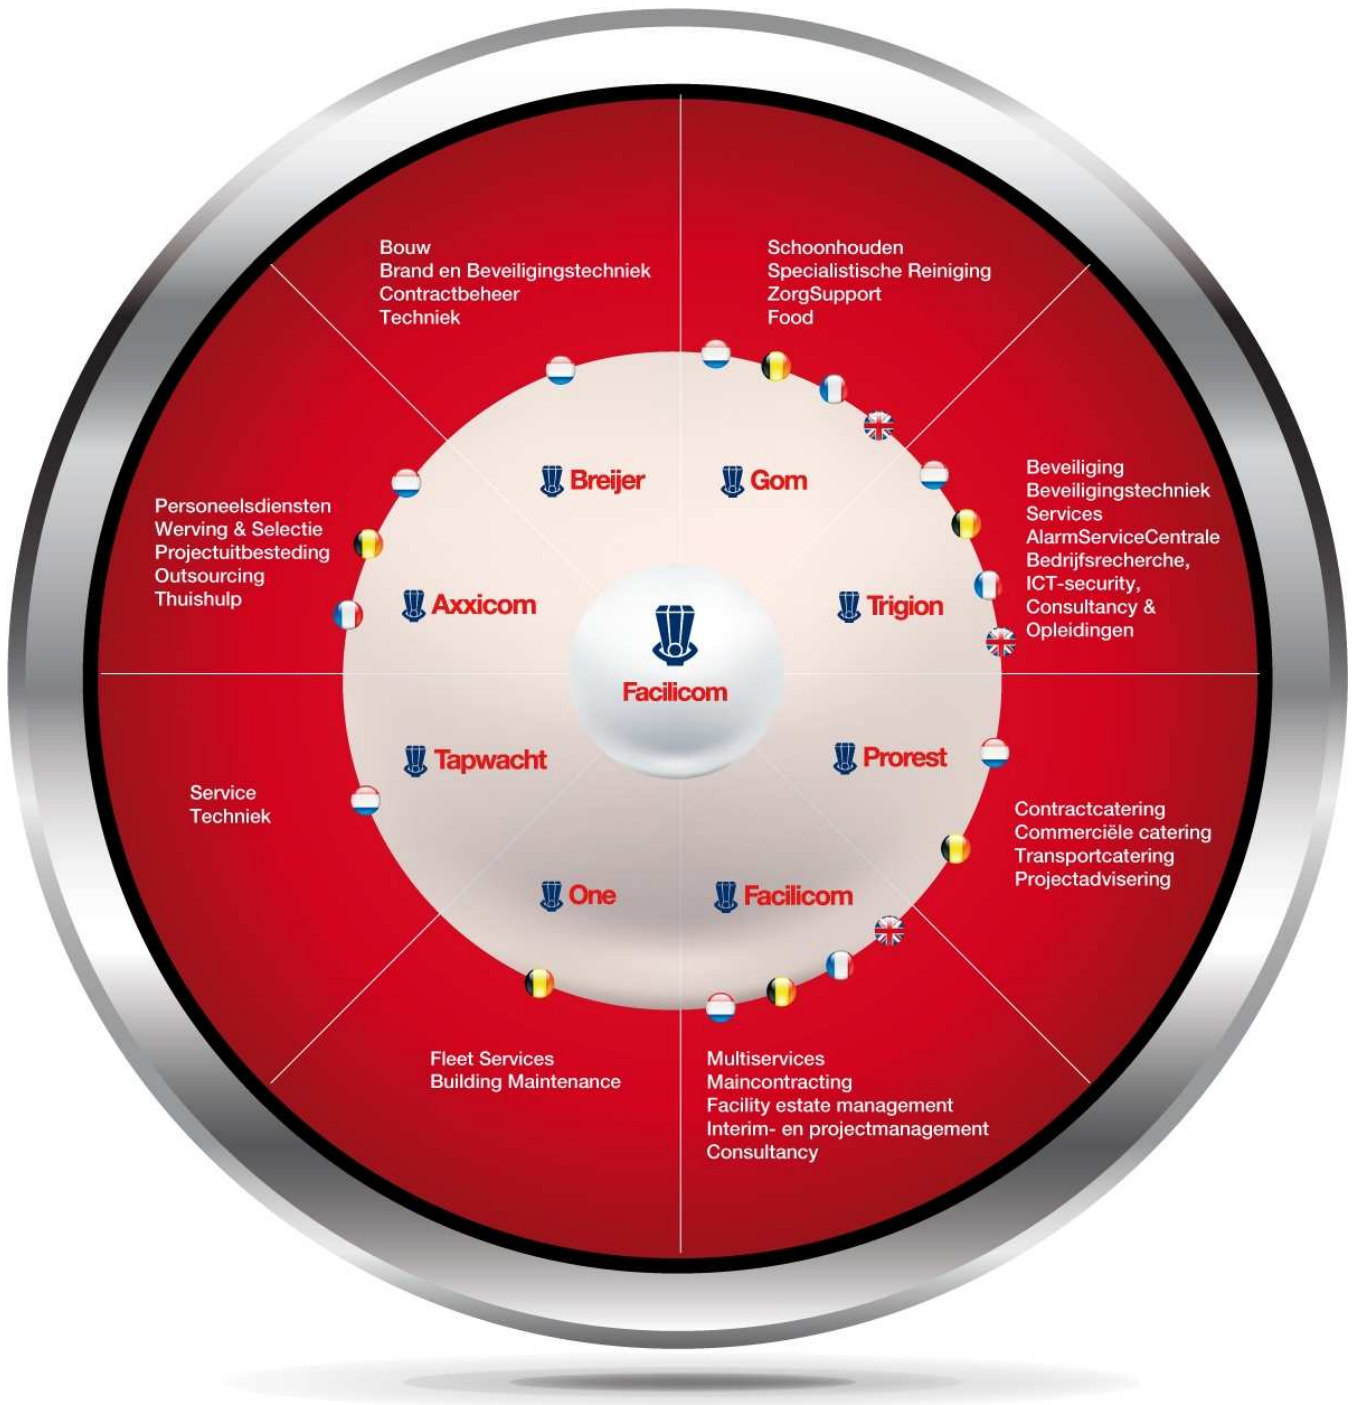 Bouw
Brand en Beveiligingstechniek
Contractbeheer
Techniek
Schoonhouden
Specialistische Reiniging
ZorgSupport
Food
Beveiliging
Beveiligingstechniek
Services
AlarmServiceCentrale
Bedrijfsrecherche,
ICT-security,
Consultancy &
Opleidingen
Personeelsdiensten
Werving & Selectie
Projectuitbesteding
Outsourcing
Thuishulp
Breijer
Gom
Axxicom
Trigion
Facilicom
Tapwacht
Prorest
One
Facilicom
Service
Techniek
Contractcatering
Commerciële catering
Transportcatering
Projectadvisering
Fleet Services
Building Maintenance
Multiservices
Maincontracting
Facility estate management
Interim- en projectmanagement
Consultancy